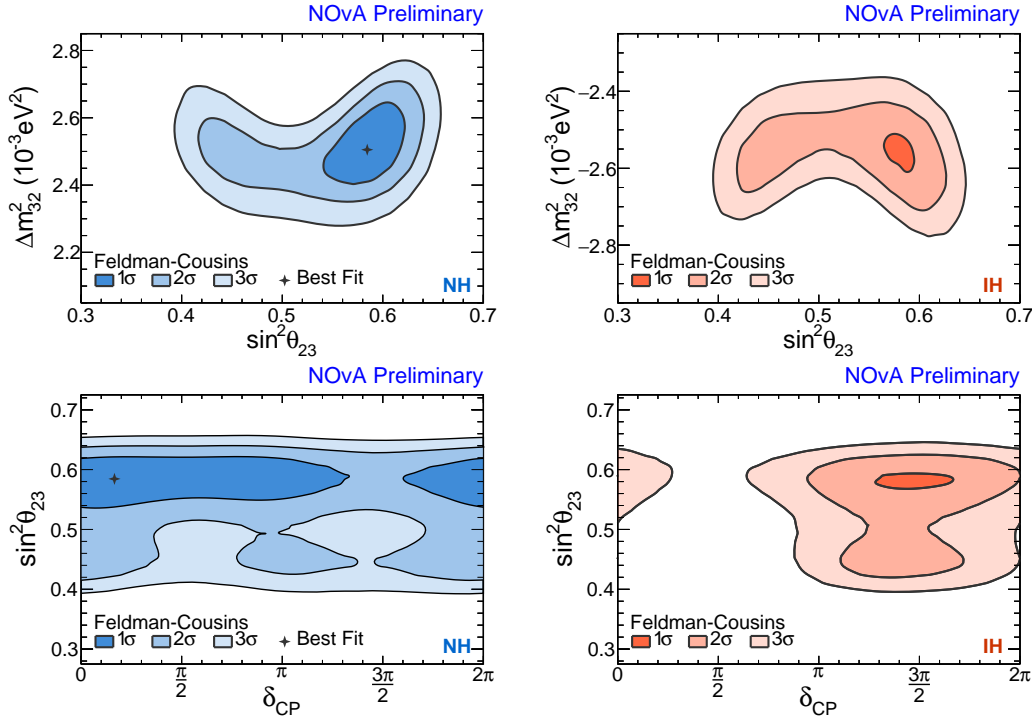 NOvA Preliminary
Δm²₃₂ (10⁻³eV²)
2.8
2.6
2.4
2.2
Feldman-Cousins
1σ 2σ 3σ Best Fit
NH
0.3 0.4 0.5 0.6 0.7
sin²θ₂₃
NOvA Preliminary
Δm²₃₂ (10⁻³eV²)
−2.4
−2.6
−2.8
Feldman-Cousins
1σ 2σ 3σ
IH
0.3 0.4 0.5 0.6 0.7
sin²θ₂₃
NOvA Preliminary
sin²θ₂₃
0.7
0.6
0.5
0.4
0.3
Feldman-Cousins
1σ 2σ 3σ Best Fit
NH
0 π/2 π 3π/2 2π
δCP
NOvA Preliminary
sin²θ₂₃
0.7
0.6
0.5
0.4
0.3
Feldman-Cousins
1σ 2σ 3σ
IH
0 π/2 π 3π/2 2π
δCP